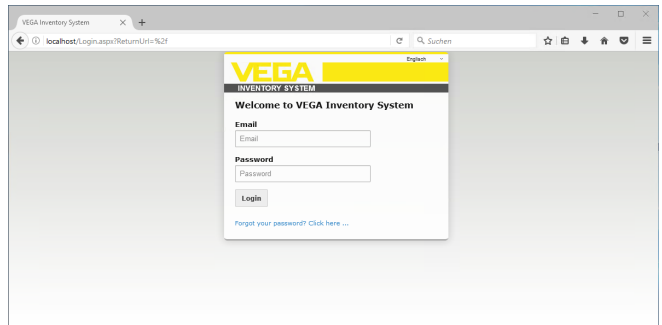 VEGA Inventory System
localhost/Login.aspx?ReturnUrl=%2f
Suchen
Englisch
VEGA
INVENTORY SYSTEM
Welcome to VEGA Inventory System
Email
Email
Password
Password
Login
Forgot your password? Click here ...